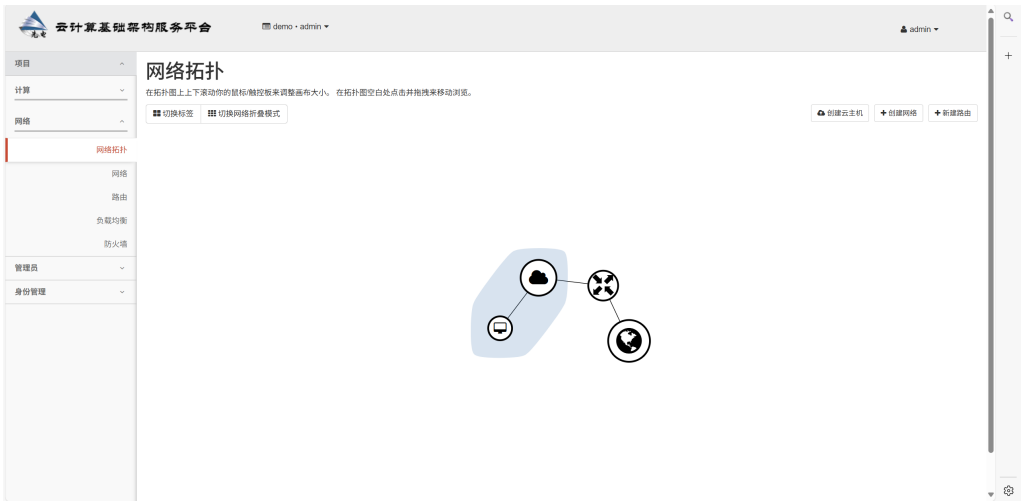 云计算基础架构服务平台
demo • admin
admin
项目
计算
网络
网络拓扑
网络
路由
负载均衡
防火墙
管理员
身份管理
网络拓扑
在拓扑图上上下滚动你的鼠标/触控板来调整画布大小。 在拓扑图空白处点击并拖拽来移动浏览。
切换标签 切换网络折叠模式
创建云主机 创建网络 新建路由